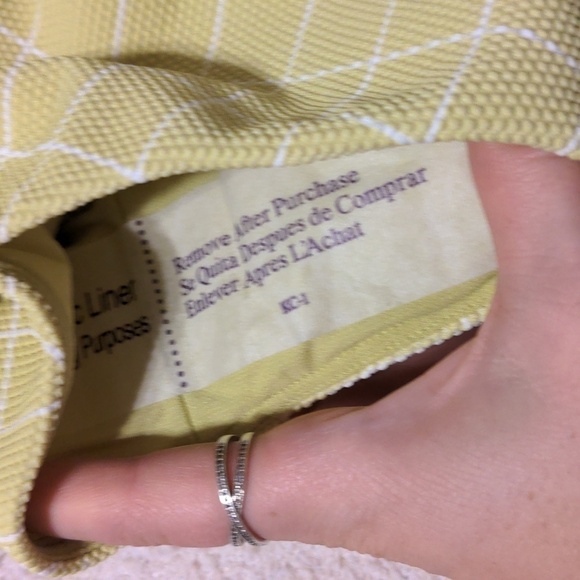 Remove After Purchase
Se Quita Despues de Comprar
Enlever Apres L'Achat
KC-1
Liner
Purposes